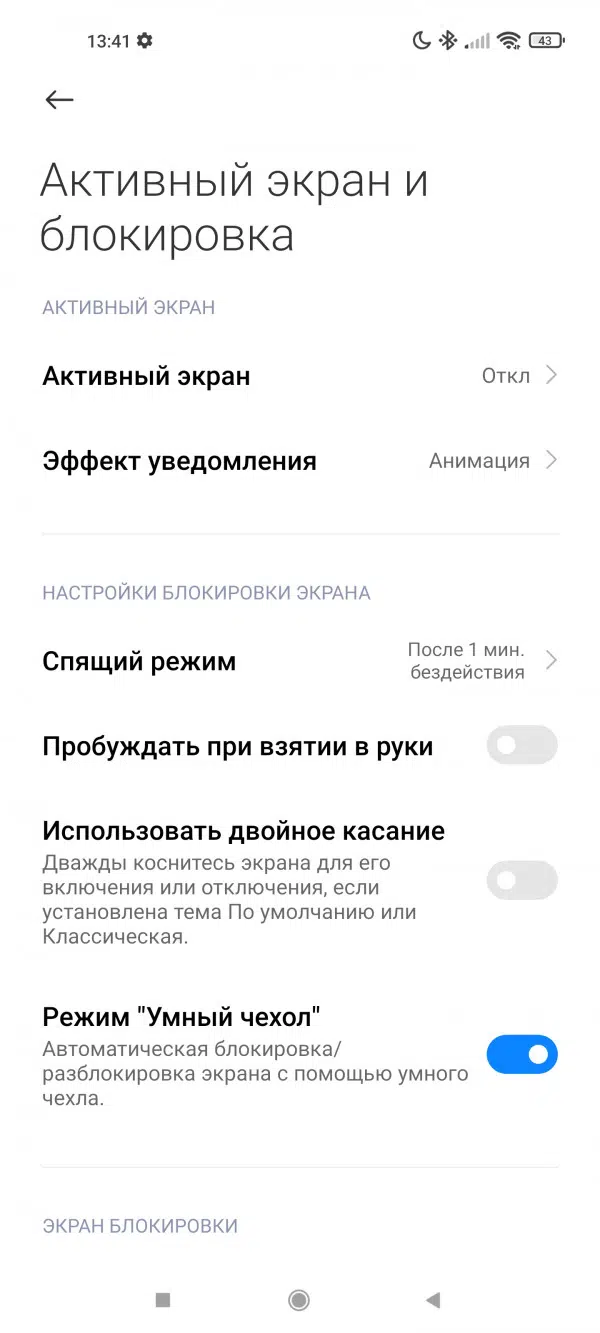 13:41
43
Активный экран и
блокировка
АКТИВНЫЙ ЭКРАН
Активный экран
Откл
Эффект уведомления
Анимация
НАСТРОЙКИ БЛОКИРОВКИ ЭКРАНА
Спящий режим
После 1 мин.
бездействия
Пробуждать при взятии в руки
Использовать двойное касание
Дважды коснитесь экрана для его
включения или отключения, если
установлена тема По умолчанию или
Классическая.
Режим "Умный чехол"
Автоматическая блокировка/
разблокировка экрана с помощью умного
чехла.
ЭКРАН БЛОКИРОВКИ